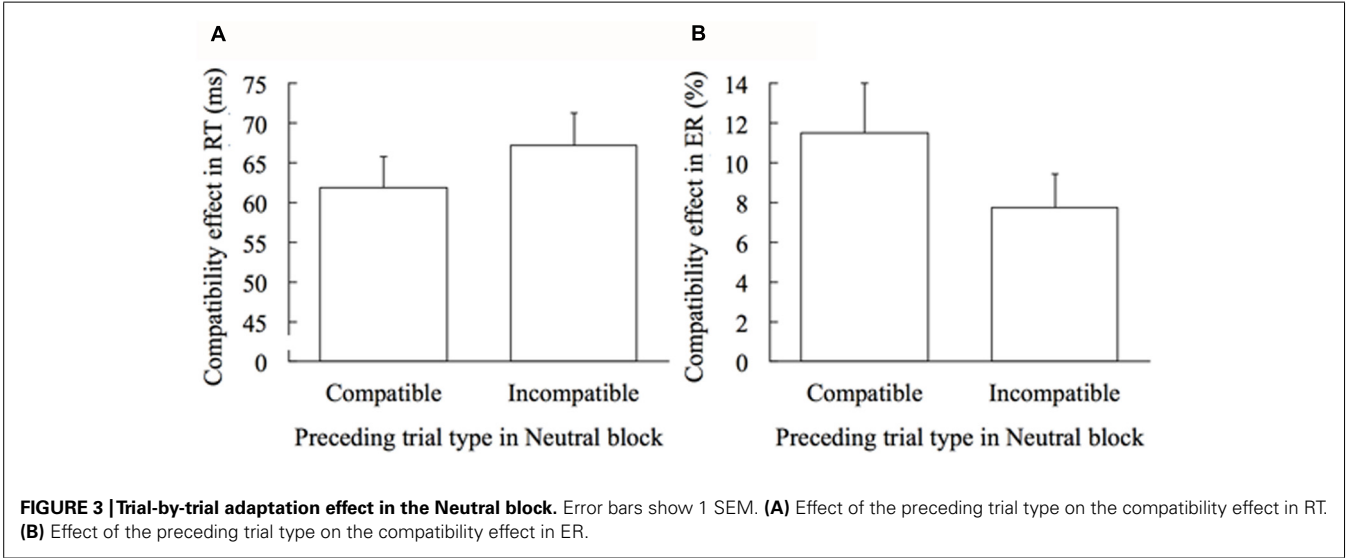 A
Compatibility effect in RT (ms)
75
70
65
60
55
50
45
0
Compatible Incompatible
Preceding trial type in Neutral block
B
Compatibility effect in ER (%)
14
12
10
8
6
4
2
0
Compatible Incompatible
Preceding trial type in Neutral block
FIGURE 3 | Trial-by-trial adaptation effect in the Neutral block. Error bars show 1 SEM. (A) Effect of the preceding trial type on the compatibility effect in RT.
(B) Effect of the preceding trial type on the compatibility effect in ER.